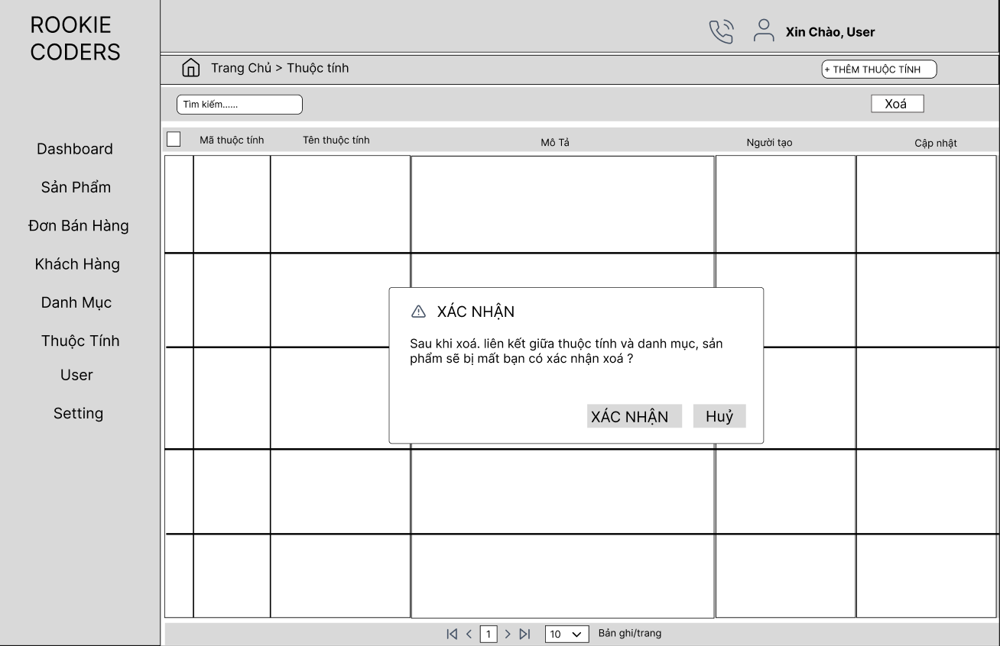 ROOKIE
CODERS
Xin Chào, User
Trang Chủ > Thuộc tính
+ THÊM THUỘC TÍNH
Tìm kiếm......
Xoá
Dashboard
Sản Phẩm
Đơn Bán Hàng
Khách Hàng
Danh Mục
Thuộc Tính
User
Setting
Mã thuộc tính
Tên thuộc tính
Mô Tả
Người tạo
Cập nhật
XÁC NHẬN
Sau khi xoá. liên kết giữa thuộc tính và danh mục, sản
phẩm sẽ bị mất bạn có xác nhận xoá ?
XÁC NHẬN
Huỷ
1
10
Bản ghi/trang